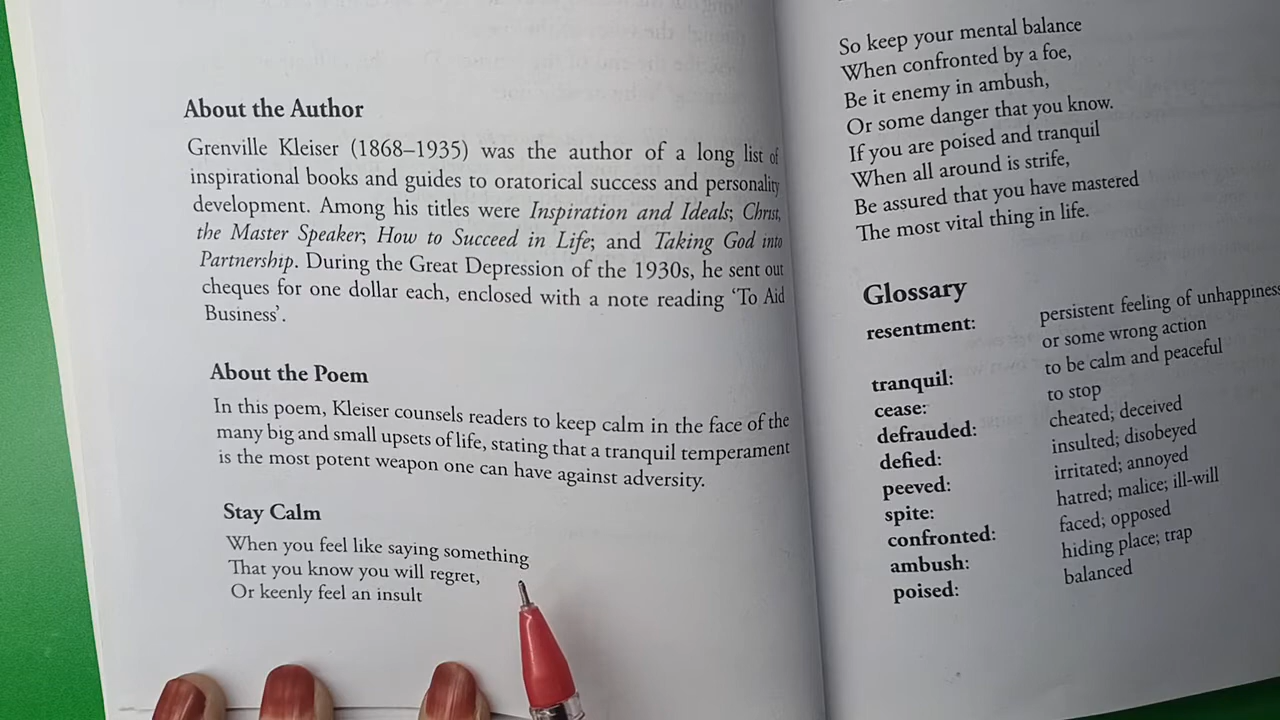 About the Author
Grenville Kleiser (1868–1935) was the author of a long list of
inspirational books and guides to oratorical success and personality
development. Among his titles were Inspiration and Ideals; Christ,
the Master Speaker; How to Succeed in Life; and Taking God into
Partnership. During the Great Depression of the 1930s, he sent out
cheques for one dollar each, enclosed with a note reading ‘To Aid
Business’.
About the Poem
In this poem, Kleiser counsels readers to keep calm in the face of the
many big and small upsets of life, stating that a tranquil temperament
is the most potent weapon one can have against adversity.
Stay Calm
When you feel like saying something
That you know you will regret,
Or keenly feel an insult
So keep your mental balance
When confronted by a foe,
Be it enemy in ambush,
Or some danger that you know.
If you are poised and tranquil
When all around is strife,
Be assured that you have mastered
The most vital thing in life.
Glossary
resentment: persistent feeling of unhappiness
or some wrong action
tranquil: to be calm and peaceful
cease: to stop
defrauded: cheated; deceived
defied: insulted; disobeyed
peeved: irritated; annoyed
spite: hatred; malice; ill-will
confronted: faced; opposed
ambush: hiding place; trap
poised: balanced